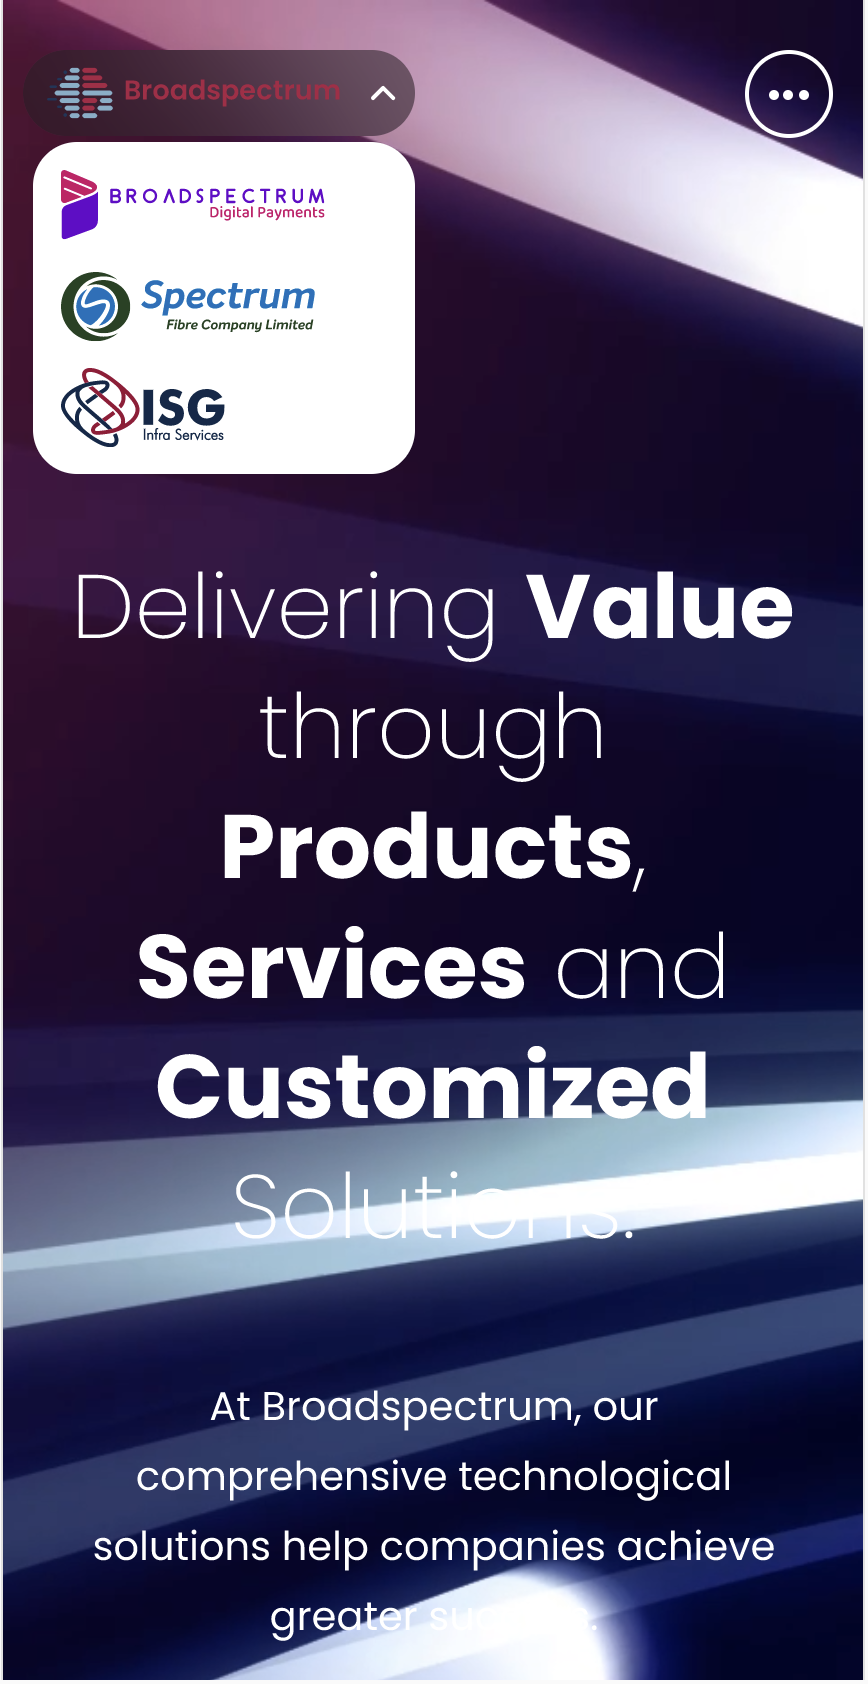 Broadspectrum
BROADSPECTRUM
Digital Payments
Spectrum
Fibre Company Limited
ISG
Infra Services
Delivering Value
through
Products,
Services and
Customized
Solutions.
At Broadspectrum, our
comprehensive technological
solutions help companies achieve
greater